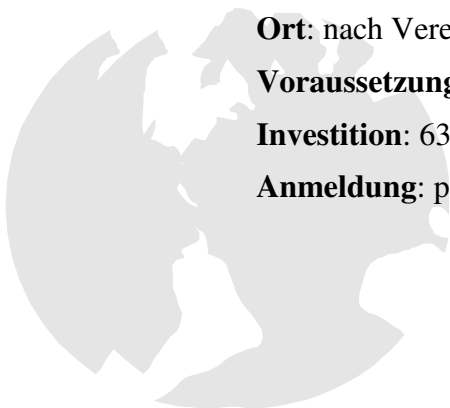 Ort: nach Vere
Voraussetzung
Investition: 63
Anmeldung: p